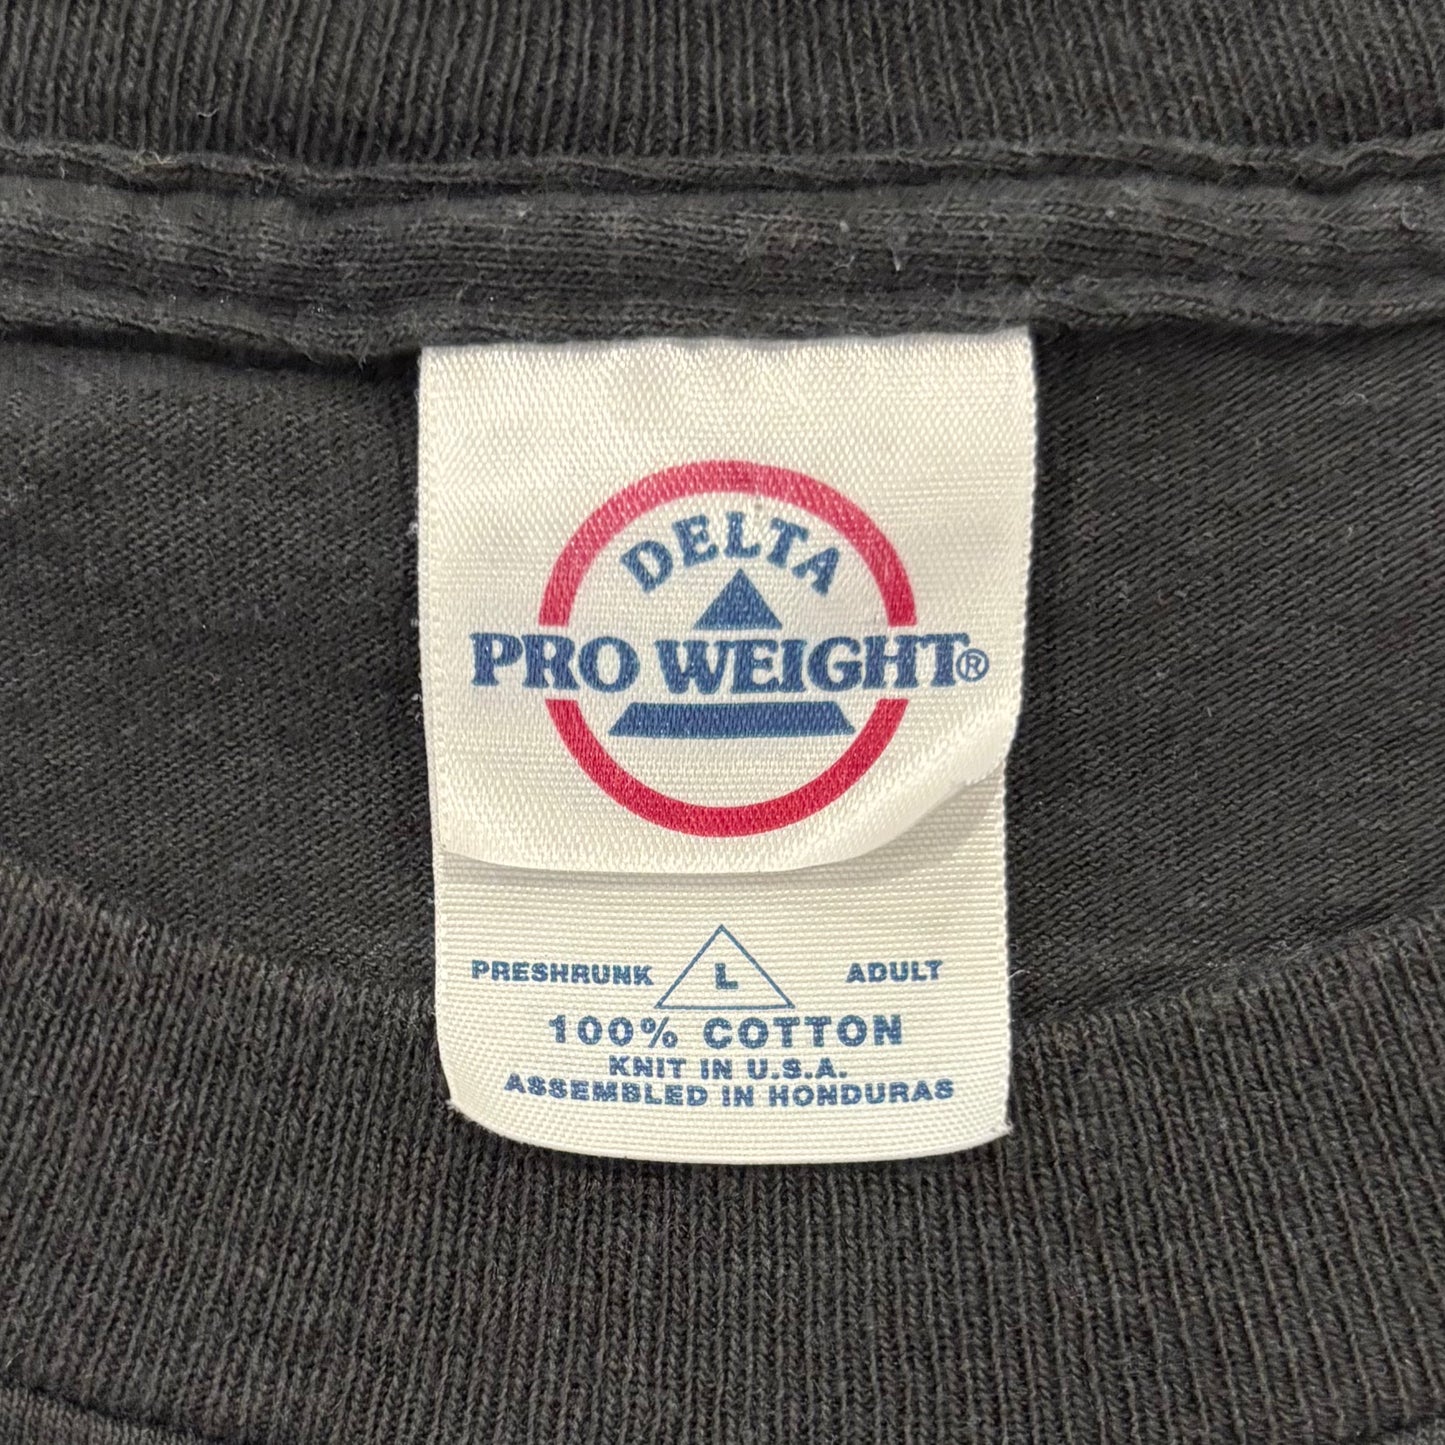 DELTA
PRO WEIGHT®
PRESHRUNK L ADULT
100% COTTON
KNIT IN U.S.A.
ASSEMBLED IN HONDURAS